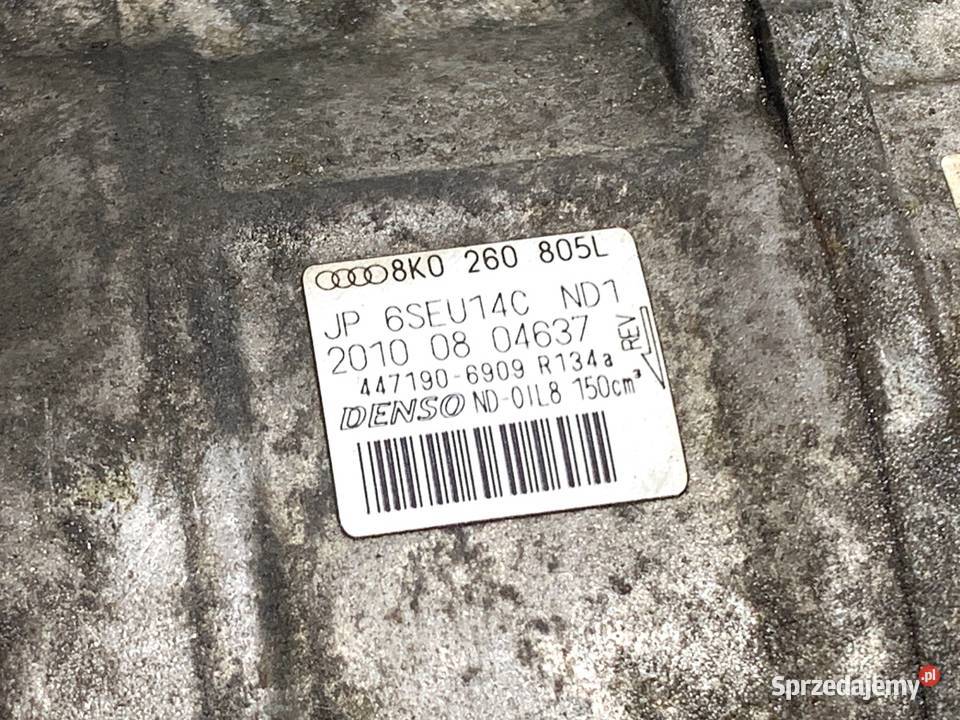 8K0 260 805L
JP 6SEU14C ND1
2010 08 04637
447190-6909 R134a
DENSO ND-OIL8 150cm³
REV
Sprzedajemy.pl